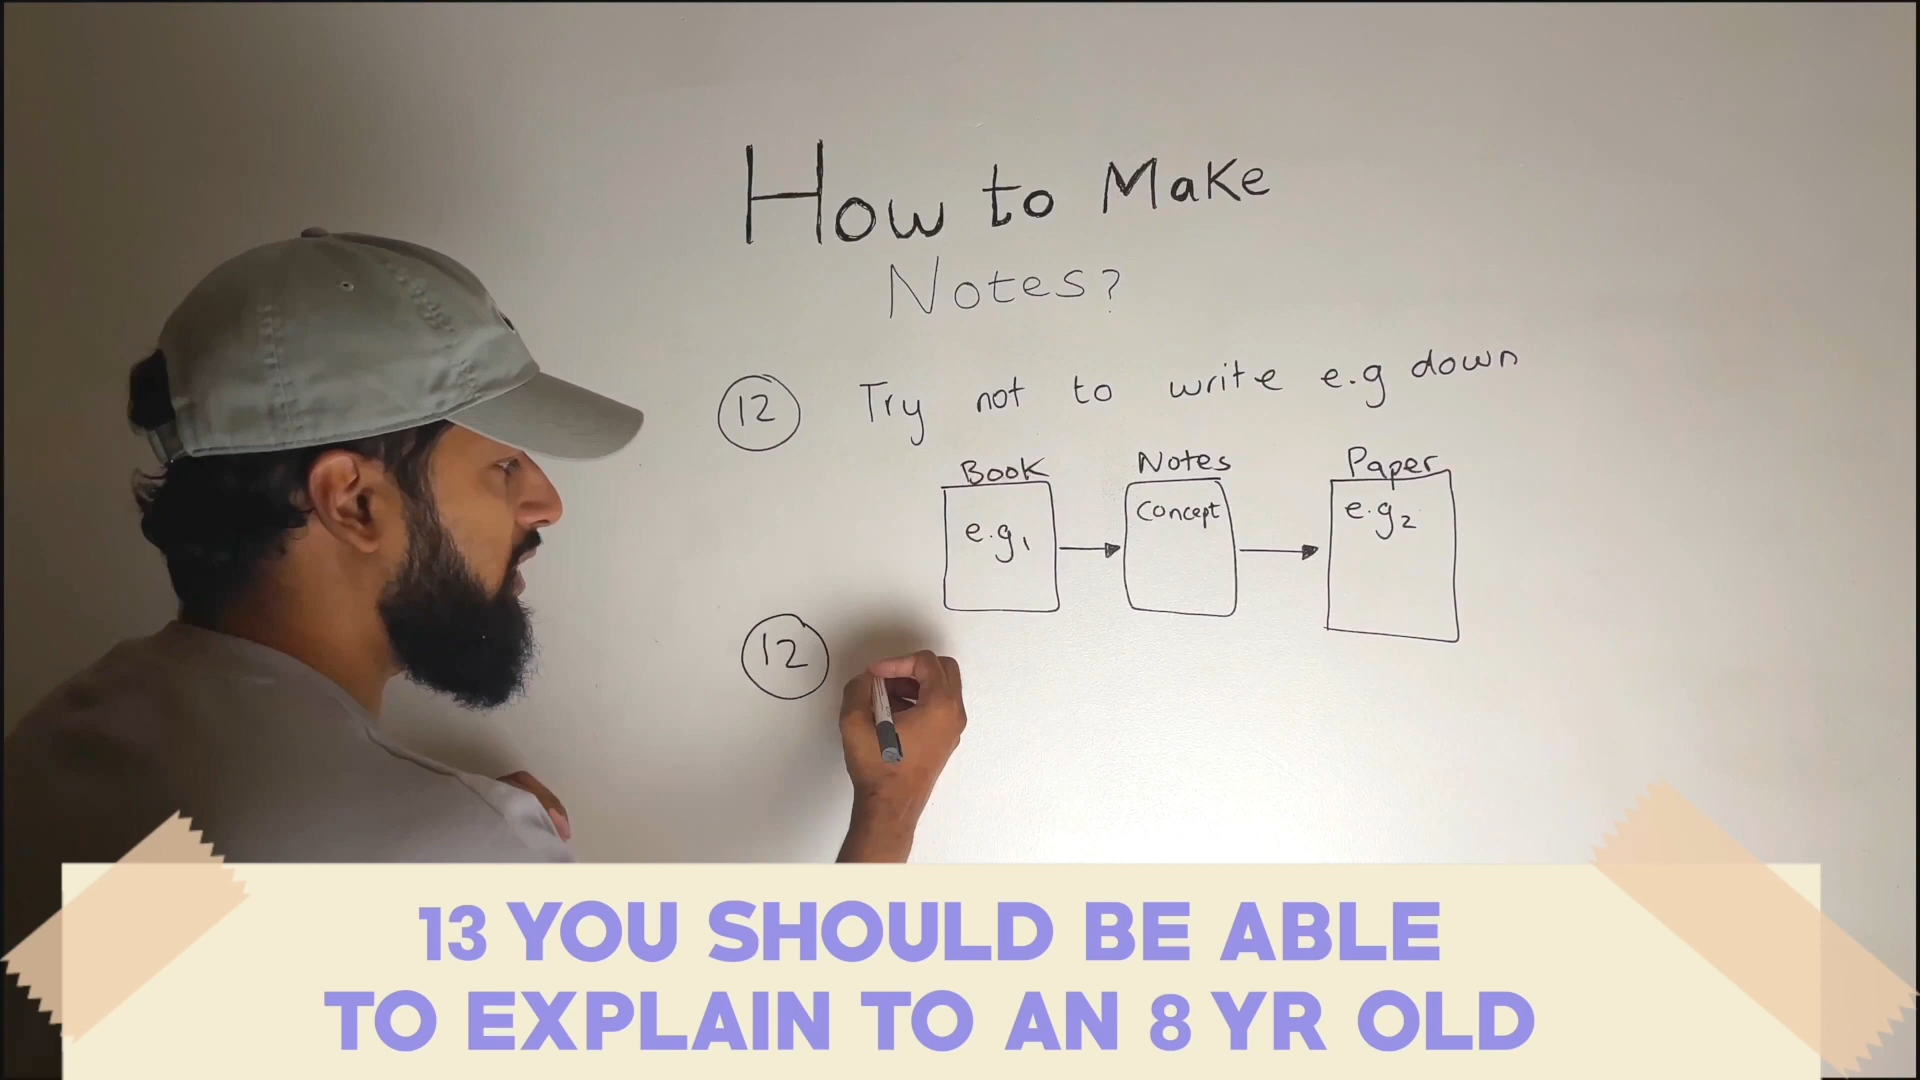 How to Make
Notes?
12 Try not to write e.g down
Book Notes Paper
e.g1 Concept e.g2
12
13 YOU SHOULD BE ABLE
TO EXPLAIN TO AN 8 YR OLD